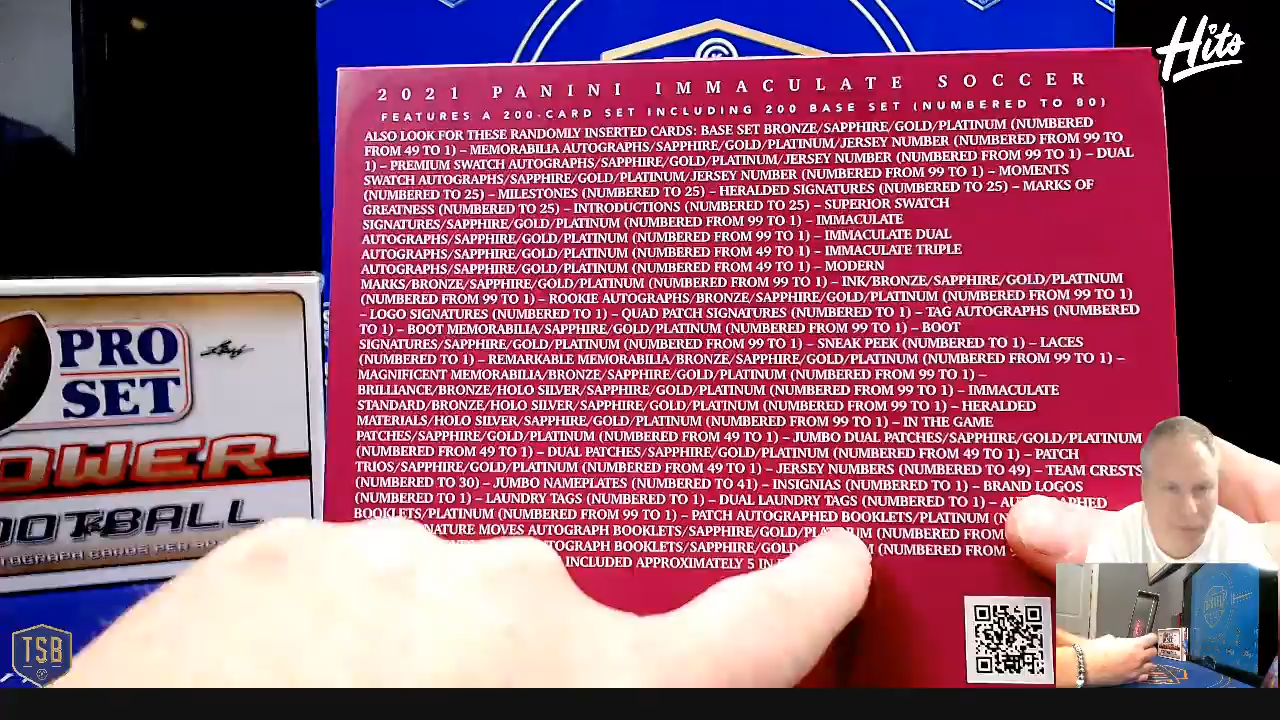 Hits
2021 PANINI IMMACULATE SOCCER
FEATURES A 200-CARD SET INCLUDING 200 BASE SET (NUMBERED TO 80)
ALSO LOOK FOR THESE RANDOMLY INSERTED CARDS: BASE SET BRONZE/SAPPHIRE/GOLD/PLATINUM (NUMBERED
FROM 49 TO 1) – MEMORABILIA AUTOGRAPHS/SAPPHIRE/GOLD/PLATINUM/JERSEY NUMBER (NUMBERED FROM 99 TO
1) – PREMIUM SWATCH AUTOGRAPHS/SAPPHIRE/GOLD/PLATINUM/JERSEY NUMBER (NUMBERED FROM 99 TO 1) – DUAL
SWATCH AUTOGRAPHS/SAPPHIRE/GOLD/PLATINUM/JERSEY NUMBER (NUMBERED FROM 99 TO 1) – MOMENTS
(NUMBERED TO 25) – MILESTONES (NUMBERED TO 25) – HERALDED SIGNATURES (NUMBERED TO 25) – MARKS OF
GREATNESS (NUMBERED TO 25) – INTRODUCTIONS (NUMBERED TO 25) – SUPERIOR SWATCH
SIGNATURES/SAPPHIRE/GOLD/PLATINUM (NUMBERED FROM 99 TO 1) – IMMACULATE
AUTOGRAPHS/SAPPHIRE/GOLD/PLATINUM (NUMBERED FROM 99 TO 1) – IMMACULATE DUAL
AUTOGRAPHS/SAPPHIRE/GOLD/PLATINUM (NUMBERED FROM 49 TO 1) – IMMACULATE TRIPLE
AUTOGRAPHS/SAPPHIRE/GOLD/PLATINUM (NUMBERED FROM 49 TO 1) – MODERN
MARKS/BRONZE/SAPPHIRE/GOLD/PLATINUM (NUMBERED FROM 99 TO 1) – INK/BRONZE/SAPPHIRE/GOLD/PLATINUM
(NUMBERED FROM 99 TO 1) – ROOKIE AUTOGRAPHS/BRONZE/SAPPHIRE/GOLD/PLATINUM (NUMBERED FROM 99 TO 1)
– LOGO SIGNATURES (NUMBERED TO 1) – QUAD PATCH SIGNATURES (NUMBERED TO 1) – TAG AUTOGRAPHS (NUMBERED
TO 1) – BOOT MEMORABILIA/SAPPHIRE/GOLD/PLATINUM (NUMBERED FROM 99 TO 1) – BOOT
SIGNATURES/SAPPHIRE/GOLD/PLATINUM (NUMBERED FROM 99 TO 1) – SNEAK PEEK (NUMBERED TO 1) – LACES
(NUMBERED TO 1) – REMARKABLE MEMORABILIA/BRONZE/SAPPHIRE/GOLD/PLATINUM (NUMBERED FROM 99 TO 1) –
MAGNIFICENT MEMORABILIA/BRONZE/SAPPHIRE/GOLD/PLATINUM (NUMBERED FROM 99 TO 1) –
BRILLIANCE/BRONZE/HOLO SILVER/SAPPHIRE/GOLD/PLATINUM (NUMBERED FROM 99 TO 1) – IMMACULATE
STANDARD/BRONZE/HOLO SILVER/SAPPHIRE/GOLD/PLATINUM (NUMBERED FROM 99 TO 1) – HERALDED
MATERIALS/HOLO SILVER/SAPPHIRE/GOLD/PLATINUM (NUMBERED FROM 99 TO 1) – IN THE GAME
PATCHES/SAPPHIRE/GOLD/PLATINUM (NUMBERED FROM 49 TO 1) – JUMBO DUAL PATCHES/SAPPHIRE/GOLD/PLATINUM
(NUMBERED FROM 49 TO 1) – DUAL PATCHES/SAPPHIRE/GOLD/PLATINUM (NUMBERED FROM 49 TO 1) – PATCH
TRIOS/SAPPHIRE/GOLD/PLATINUM (NUMBERED FROM 49 TO 1) – JERSEY NUMBERS (NUMBERED TO 49) – TEAM CRESTS
(NUMBERED TO 30) – JUMBO NAMEPLATES (NUMBERED TO 41) – INSIGNIAS (NUMBERED TO 1) – BRAND LOGOS
(NUMBERED TO 1) – LAUNDRY TAGS (NUMBERED TO 1) – DUAL LAUNDRY TAGS (NUMBERED TO 1) – AUTOGRAPHED
BOOKLETS/PLATINUM (NUMBERED FROM 99 TO 1) – PATCH AUTOGRAPHED BOOKLETS/PLATINUM
MOVES AUTOGRAPH BOOKLETS/SAPPHIRE/GOLD/PLATINUM (NUMBERED FROM
AUTOGRAPH BOOKLETS/SAPPHIRE/GOLD (NUMBERED FROM
INCLUDED APPROXIMATELY 5 IN
PRO
SET
Leaf
OWER
OOTBALL
TSB